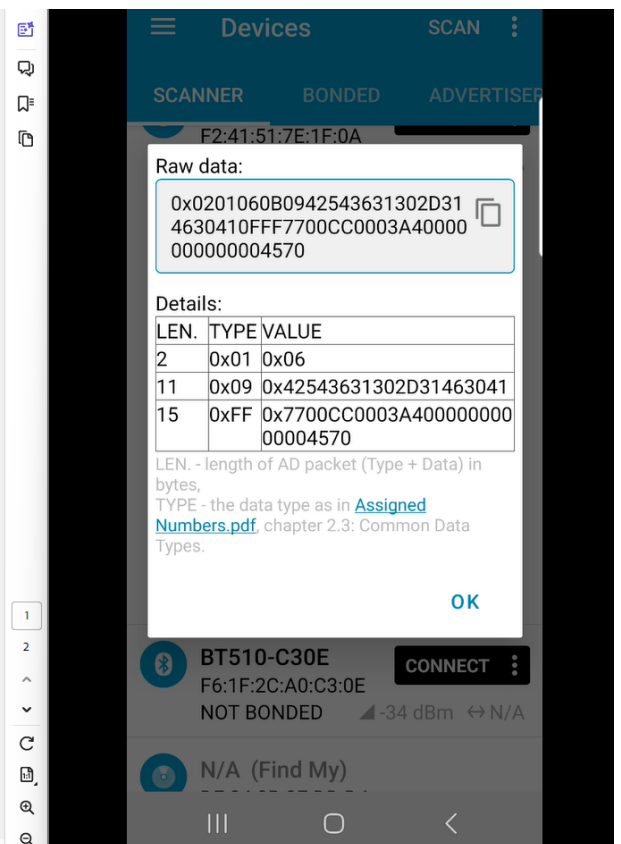 Devices SCAN
SCANNER BONDED ADVERTISER
F2:41:51:7E:1F:0A
Raw data:
0x0201060B0942543631302D31
4630410FFF7700CC0003A40000
000000004570
Details:
LEN. TYPE VALUE
2 0x01 0x06
11 0x09 0x42543631302D31463041
15 0xFF 0x7700CC0003A400000000
00004570
LEN. - length of AD packet (Type + Data) in
bytes,
TYPE - the data type as in Assigned
Numbers.pdf, chapter 2.3: Common Data
Types.
OK
1
2
BT510-C30E CONNECT
F6:1F:2C:A0:C3:0E
NOT BONDED -34 dBm N/A
N/A (Find My)